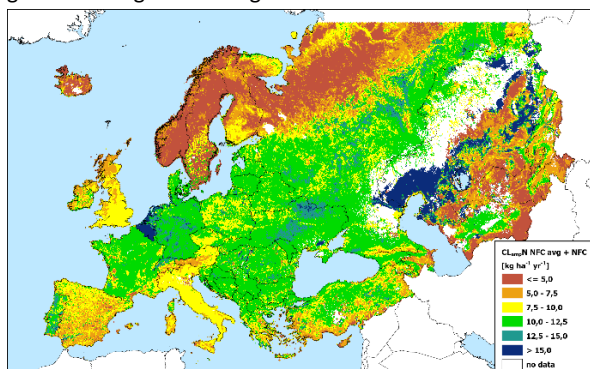 CLempN NFC avg + NFC
[kg ha⁻¹ yr⁻¹]
<= 5,0
5,0 - 7,5
7,5 - 10,0
10,0 - 12,5
12,5 - 15,0
> 15,0
no data